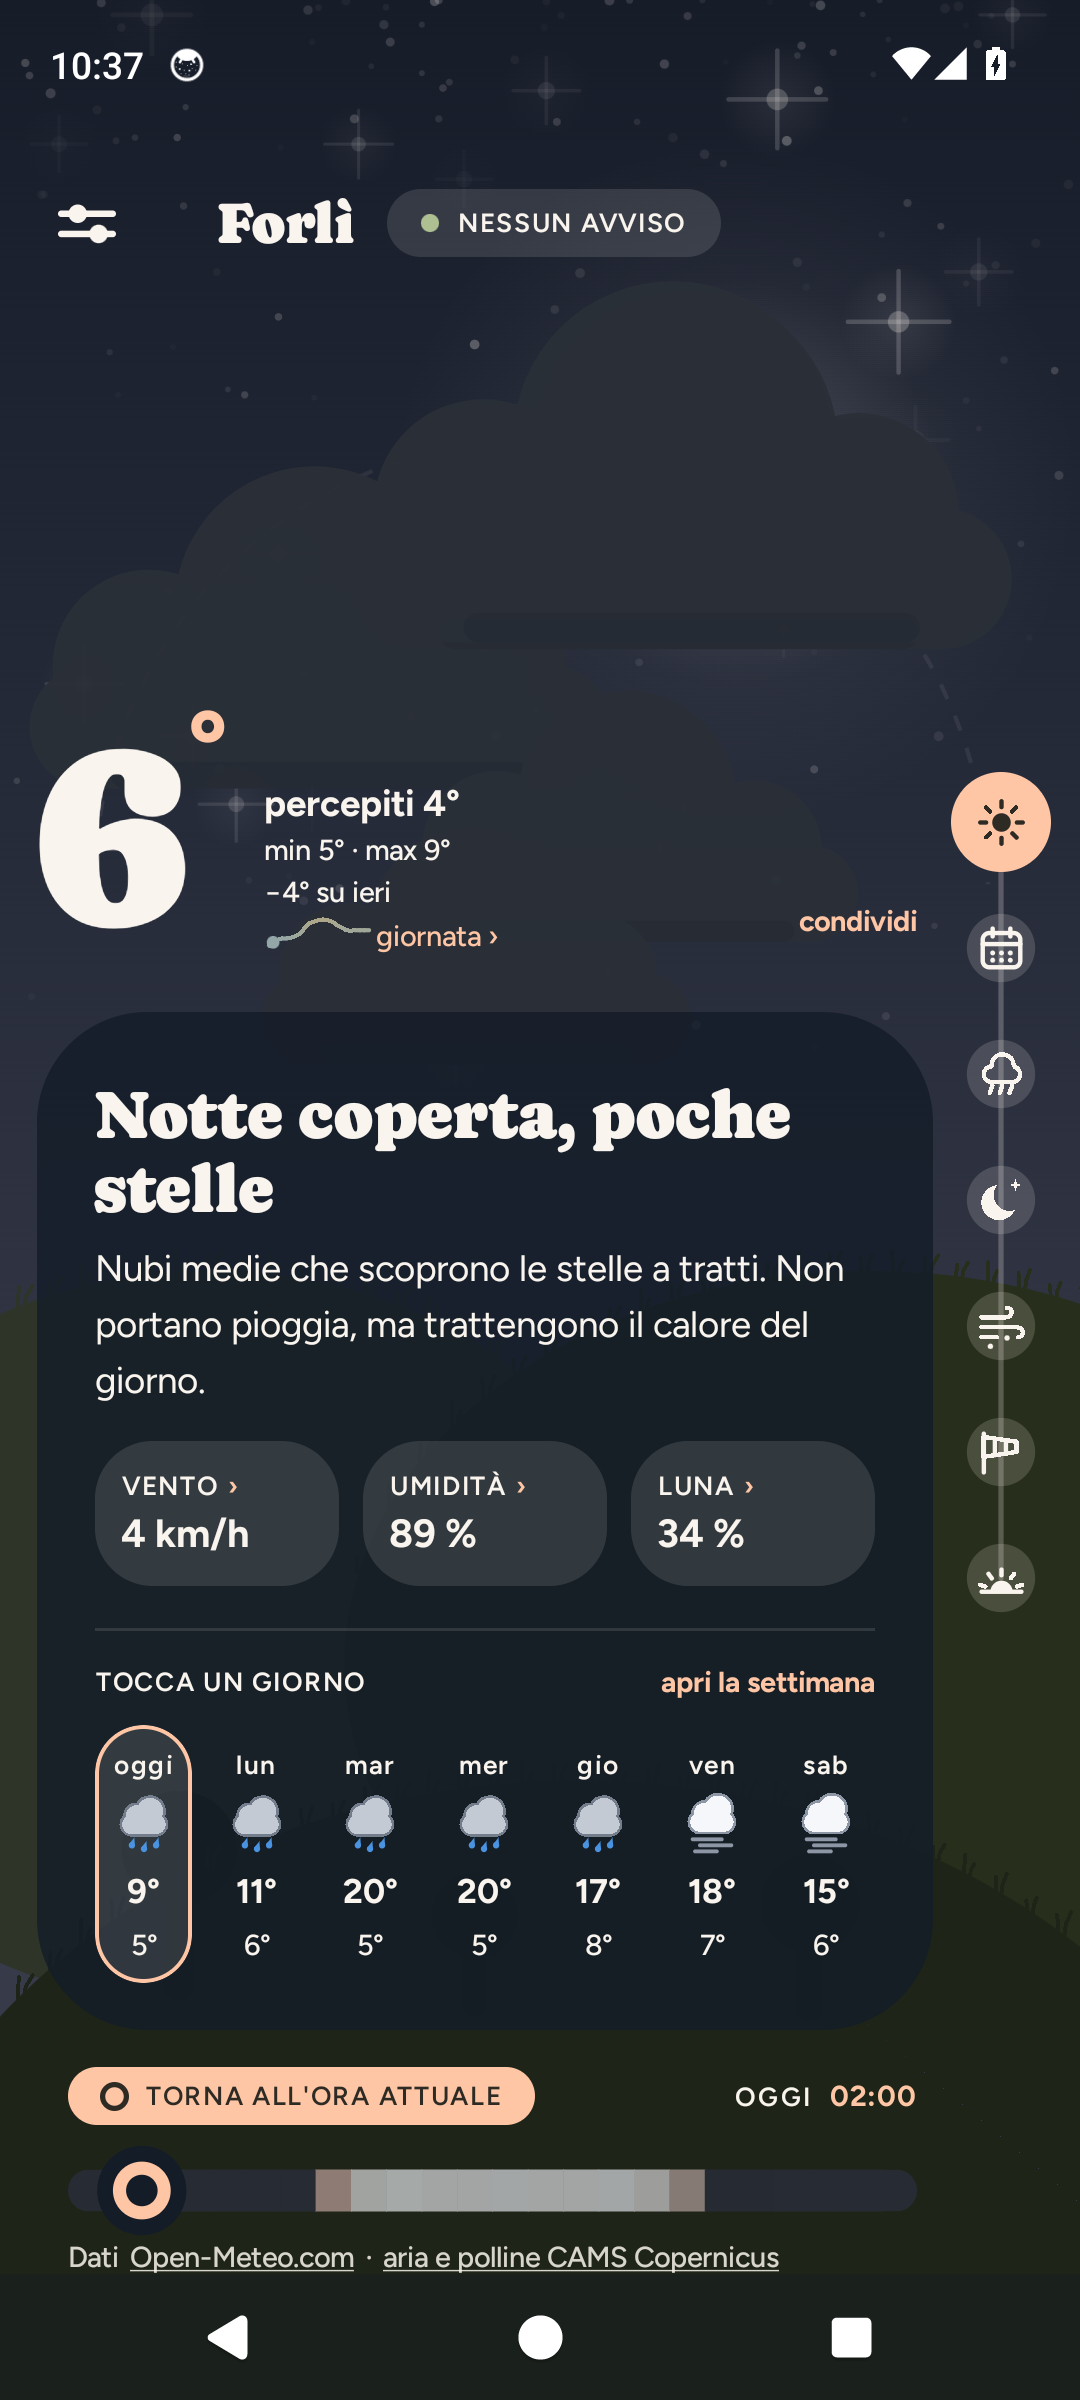 10:37
Forlì
NESSUN AVVISO
6°
percepiti 4°
min 5° · max 9°
−4° su ieri
giornata ›
condividi
Notte coperta, poche
stelle
Nubi medie che scoprono le stelle a tratti. Non
portano pioggia, ma trattengono il calore del
giorno.
VENTO › UMIDITÀ › LUNA ›
4 km/h 89 % 34 %
TOCCA UN GIORNO apri la settimana
oggi lun mar mer gio ven sab
9° 11° 20° 20° 17° 18° 15°
5° 6° 5° 5° 8° 7° 6°
TORNA ALL'ORA ATTUALE OGGI 02:00
Dati Open-Meteo.com · aria e polline CAMS Copernicus